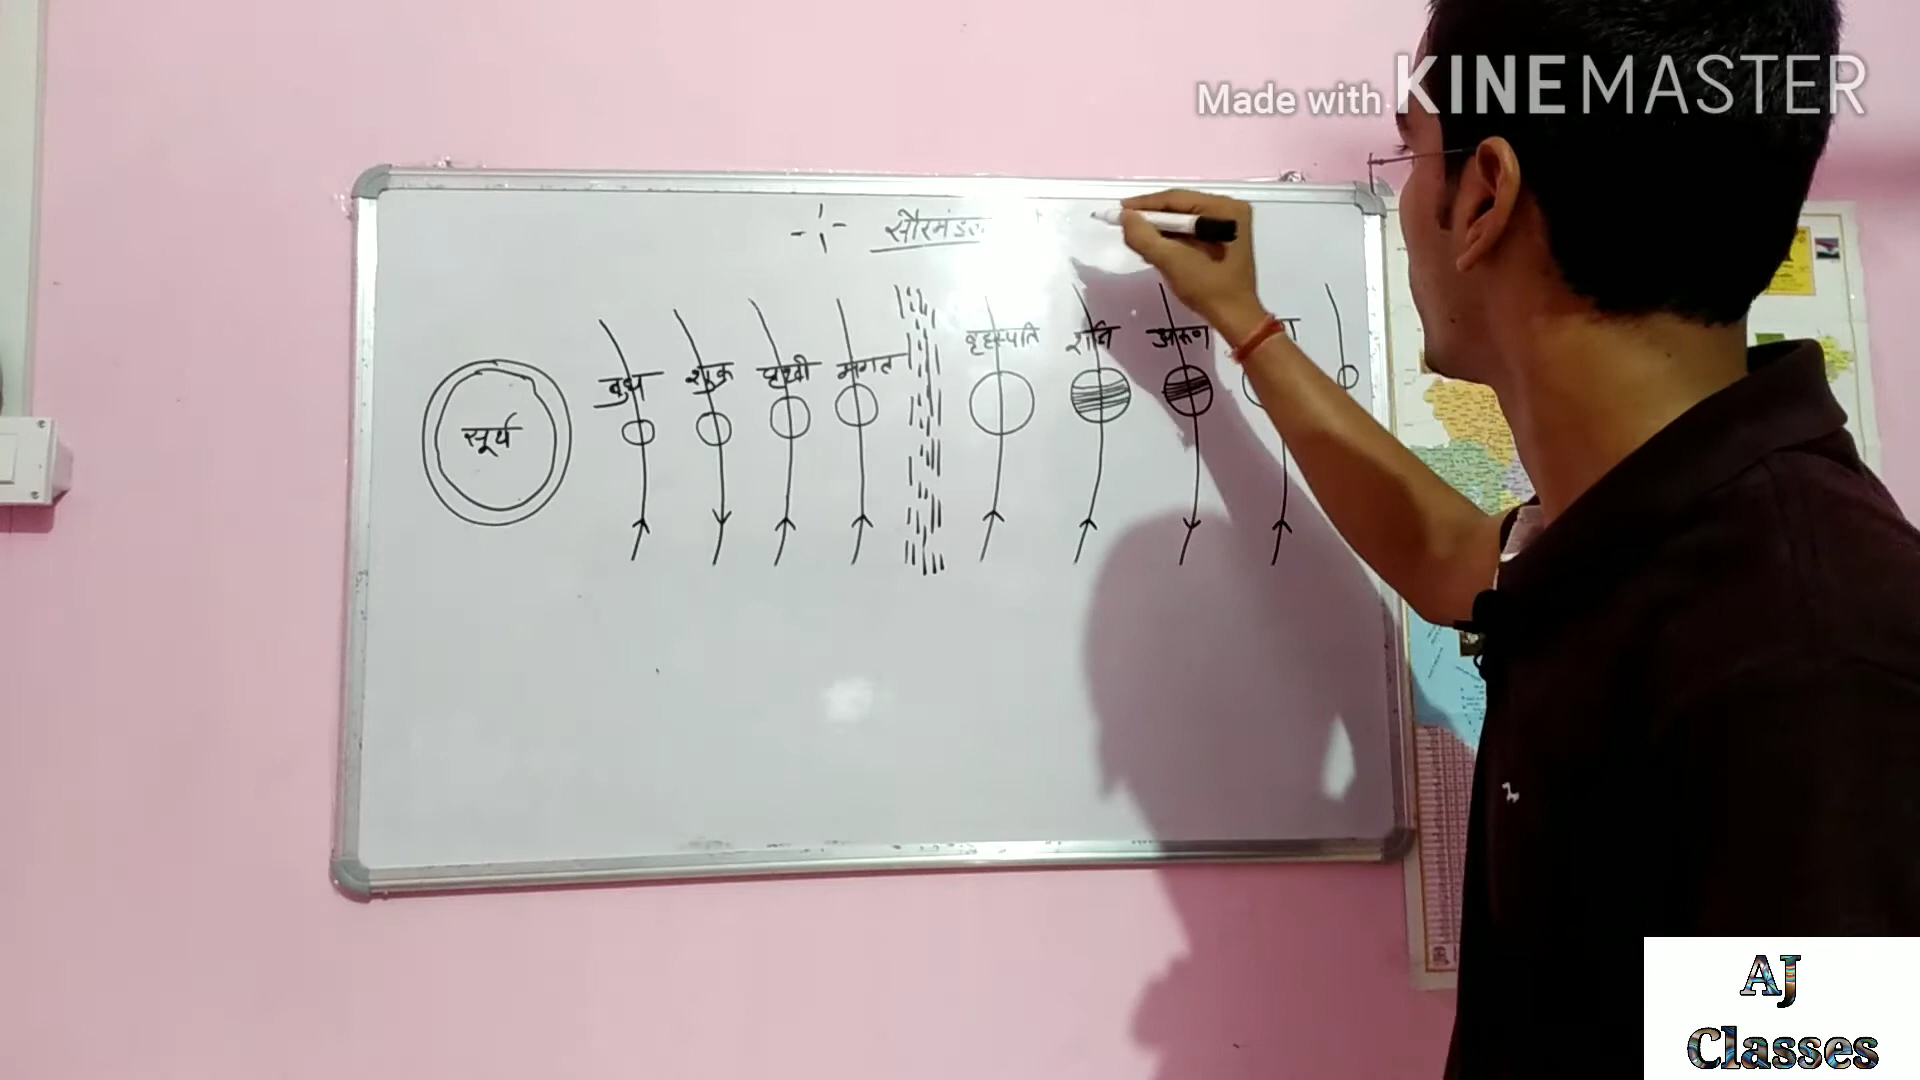 Made with KINEMASTER
-:- सौरमंडल
बृहस्पति शनि अरुण
बुध शुक्र पृथ्वी मंगल
सूर्य
AJ
Classes